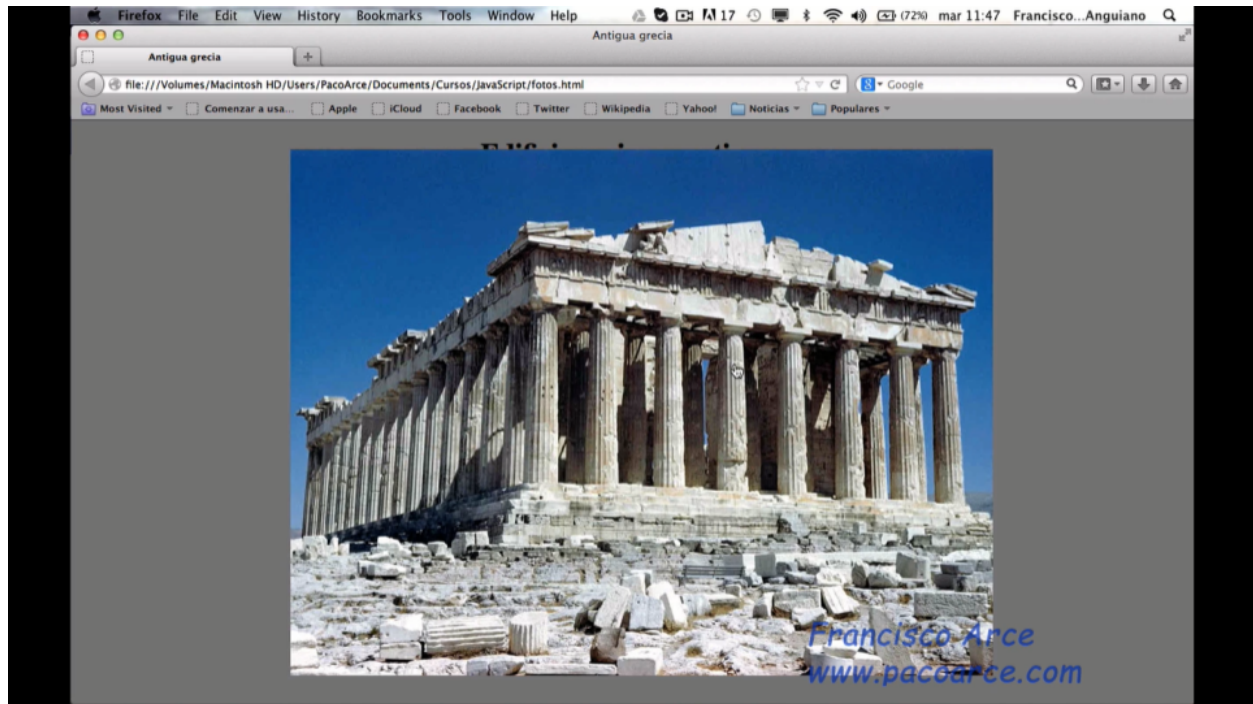 Firefox File Edit View History Bookmarks Tools Window Help 17 (72%) mar 11:47 Francisco...Anguiano
Antigua grecia
Antigua grecia
file:///Volumes/Macintosh HD/Users/PacoArce/Documents/Cursos/JavaScript/fotos.html Google
Most Visited Comenzar a usa... Apple iCloud Facebook Twitter Wikipedia Yahoo! Noticias Populares
Francisco Arce
www.pacoarce.com